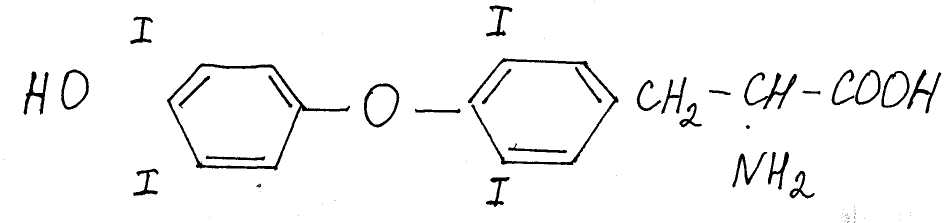 I I
HO O CH₂-CH-COOH
I I NH₂